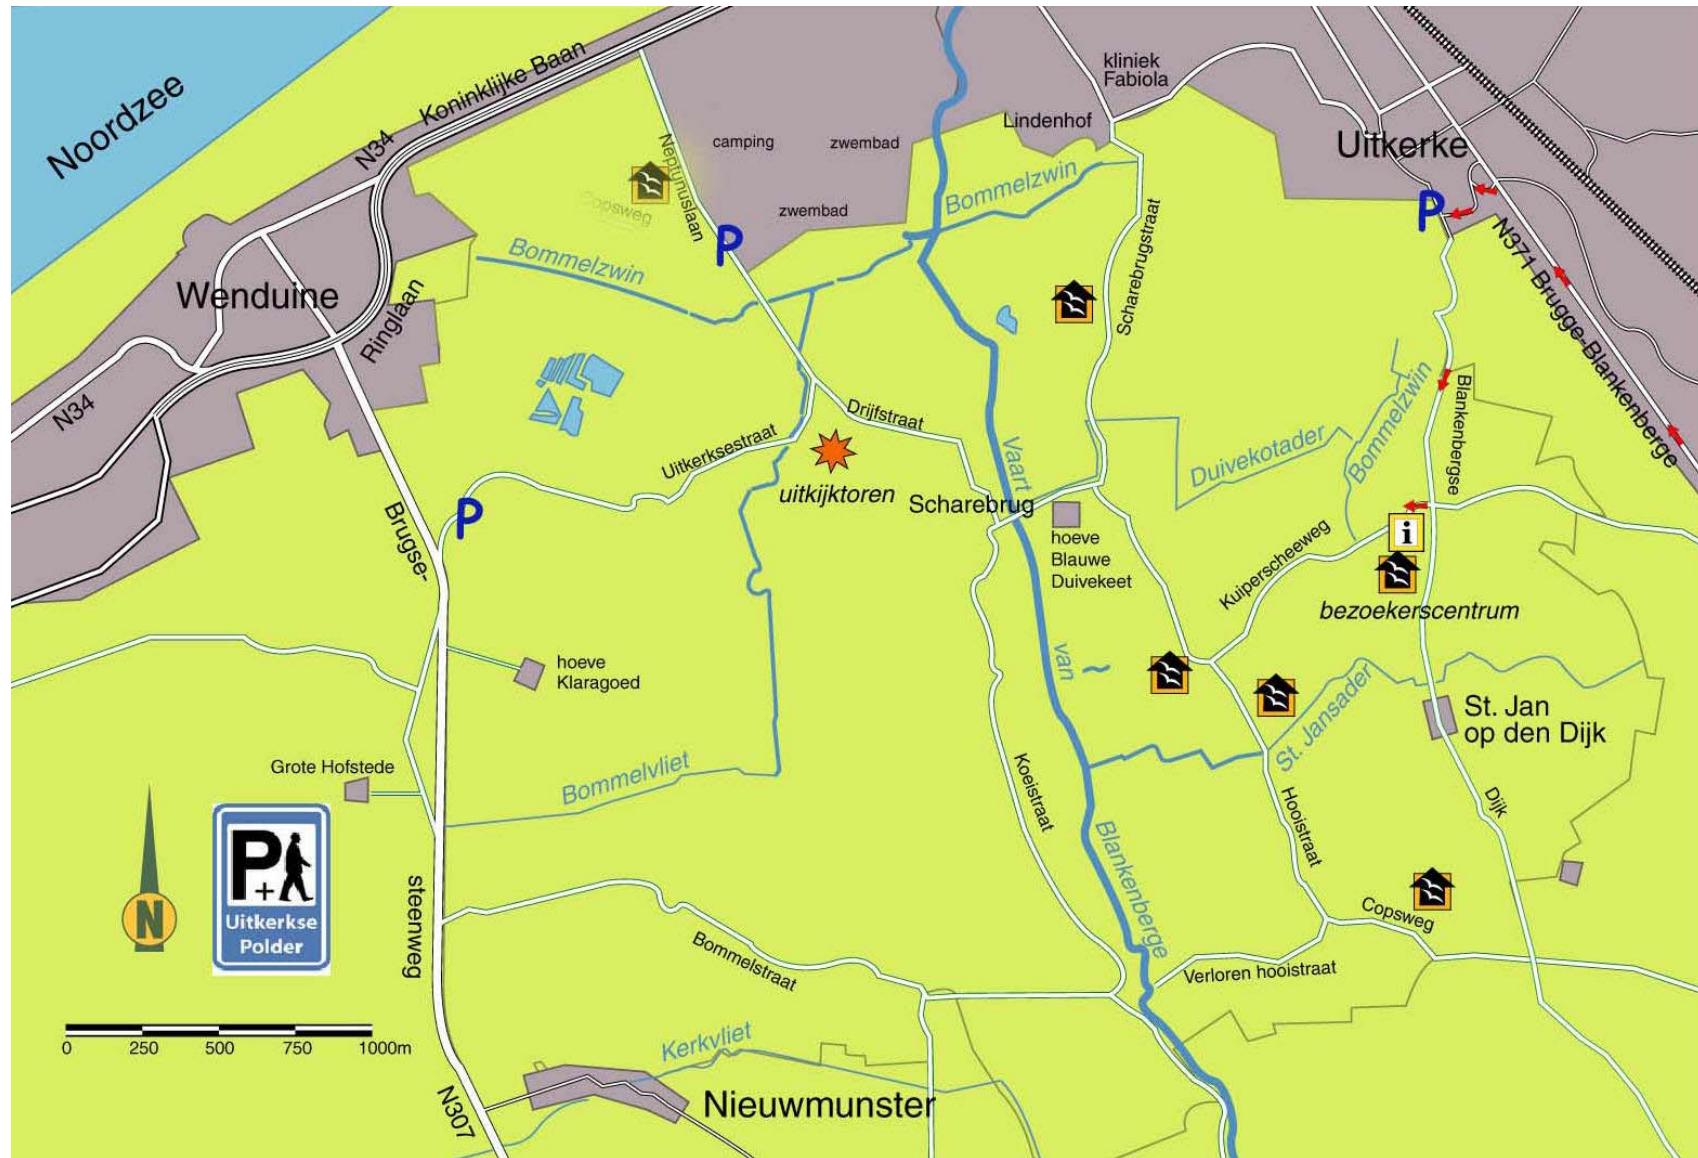 Noordzee
N34
Koninklijke Baan
kliniek
Fabiola
Lindenhof
Uitkerke
camping
zwembad
zwembad
Neptunuslaan
Copsweg
P
P
Bommelzwin
Bommelzwin
Scharebrugstraat
N371 Brugge-Blankenberge
Wenduine
Ringlaan
N34
Bommelzwin
Blankenbergse
Duivekotader
Drijfstraat
Uitkerksestraat
uitkijktoren
Vaart
Scharebrug
P
Brugse-
hoeve
Blauwe
Duivekeet
Kuiperscheeweg
i
bezoekerscentrum
van
hoeve
Klaragoed
St. Jansader
St. Jan
op den Dijk
Grote Hofstede
Bommelvliet
Koeistraat
Hooistraat
Dijk
Blankenberge
P
+
Uitkerkse
Polder
N
steenweg
Copsweg
Bommelstraat
Verloren hooistraat
0 250 500 750 1000m
Kerkvliet
N307
Nieuwmunster